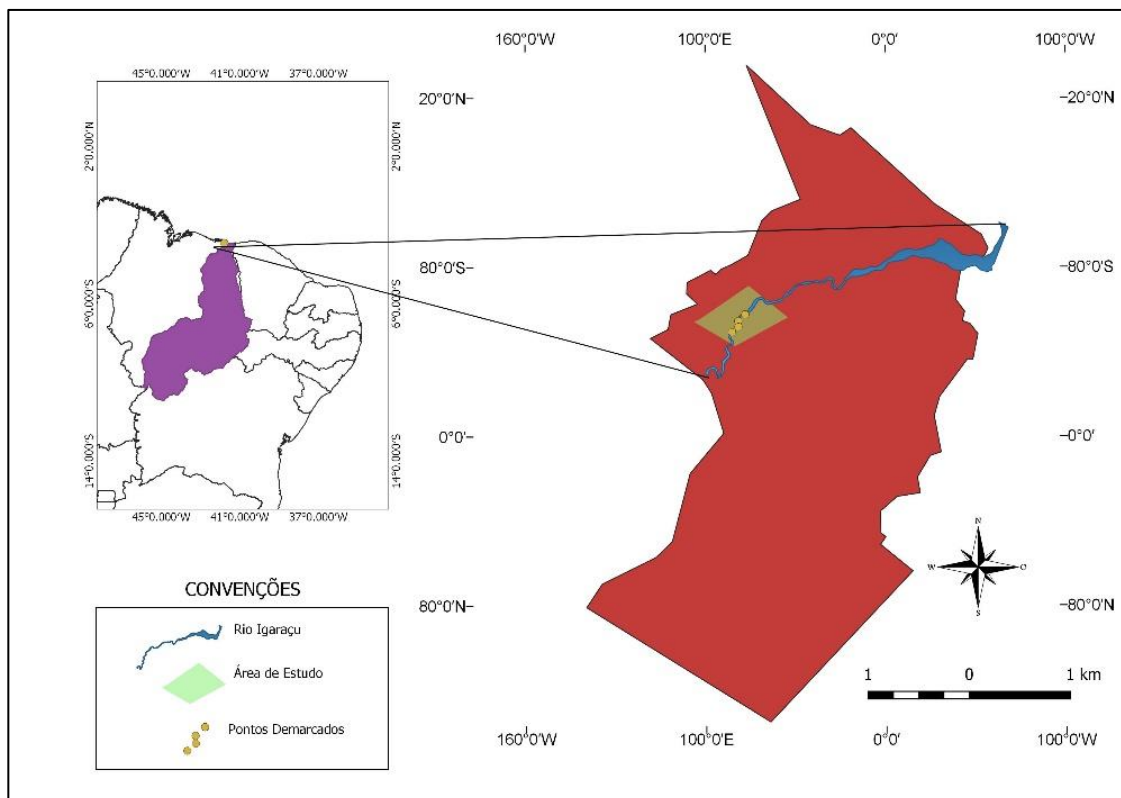 160°0'W 100°0'E 0°0' 100°0'W
45°0.000'W 41°0.000'W 37°0.000'W
20°0'N
−20°0'N
2°0.000'N
2°0.000'N
80°0'S
−80°0'S
6°0.000'S
6°0.000'S
0°0'
−0°0'
14°0.000'S
14°0.000'S
45°0.000'W 41°0.000'W 37°0.000'W
N
W
O
S
80°0'N
−80°0'N
CONVENÇÕES
Rio Igaraçu
Área de Estudo
Pontos Demarcados
1 0 1 km
160°0'W 100°0'E 0°0' 100°0'W